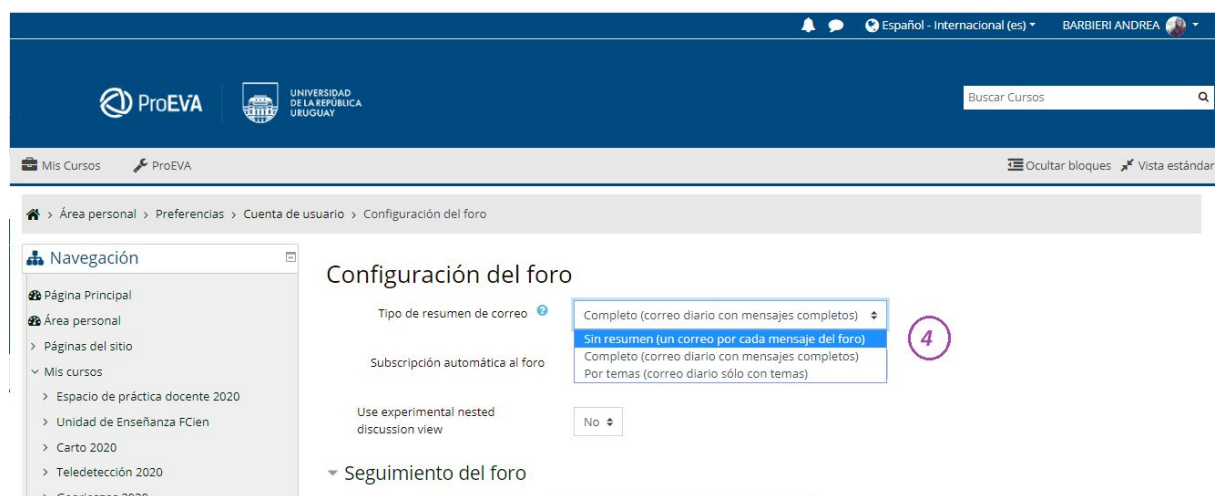 Español - Internacional (es)
BARBIERI ANDREA
ProEVA
UNIVERSIDAD
DE LA REPÚBLICA
URUGUAY
Buscar Cursos
Mis Cursos
ProEVA
Ocultar bloques
Vista estándar
> Área personal > Preferencias > Cuenta de usuario > Configuración del foro
Navegación
Página Principal
Área personal
> Páginas del sitio
Mis cursos
> Espacio de práctica docente 2020
> Unidad de Enseñanza FCien
> Carto 2020
> Teledetección 2020
Configuración del foro
Tipo de resumen de correo
Completo (correo diario con mensajes completos)
Sin resumen (un correo por cada mensaje del foro)
Completo (correo diario con mensajes completos)
Por temas (correo diario sólo con temas)
4
Subscripción automática al foro
Use experimental nested
discussion view
No
Seguimiento del foro